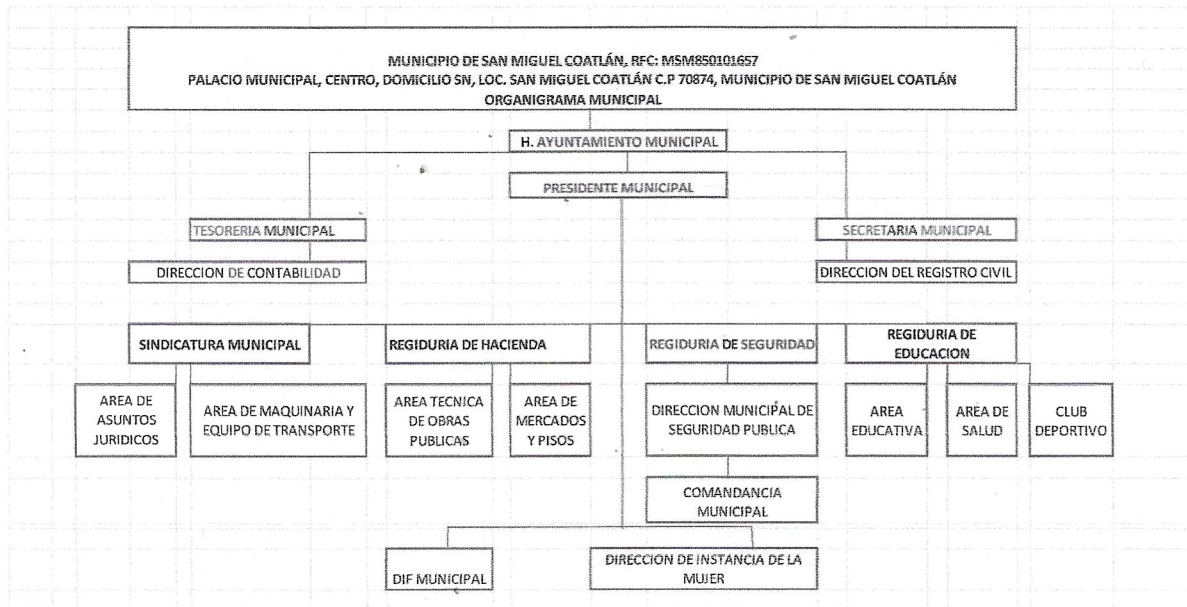 MUNICIPIO DE SAN MIGUEL COATLÁN, RFC: MSM850101657
PALACIO MUNICIPAL, CENTRO, DOMICILIO SN, LOC. SAN MIGUEL COATLÁN C.P 70874, MUNICIPIO DE SAN MIGUEL COATLÁN
ORGANIGRAMA MUNICIPAL
H. AYUNTAMIENTO MUNICIPAL
PRESIDENTE MUNICIPAL
TESORERIA MUNICIPAL
SECRETARIA MUNICIPAL
DIRECCION DE CONTABILIDAD
DIRECCION DEL REGISTRO CIVIL
SINDICATURA MUNICIPAL
REGIDURIA DE HACIENDA
REGIDURIA DE SEGURIDAD
REGIDURIA DE
EDUCACION
AREA DE
ASUNTOS
JURIDICOS
AREA DE MAQUINARIA Y
EQUIPO DE TRANSPORTE
AREA TECNICA
DE OBRAS
PUBLICAS
AREA DE
MERCADOS
Y PISOS
DIRECCION MUNICIPAL DE
SEGURIDAD PUBLICA
AREA
EDUCATIVA
AREA DE
SALUD
CLUB
DEPORTIVO
COMANDANCIA
MUNICIPAL
DIF MUNICIPAL
DIRECCION DE INSTANCIA DE LA
MUJER